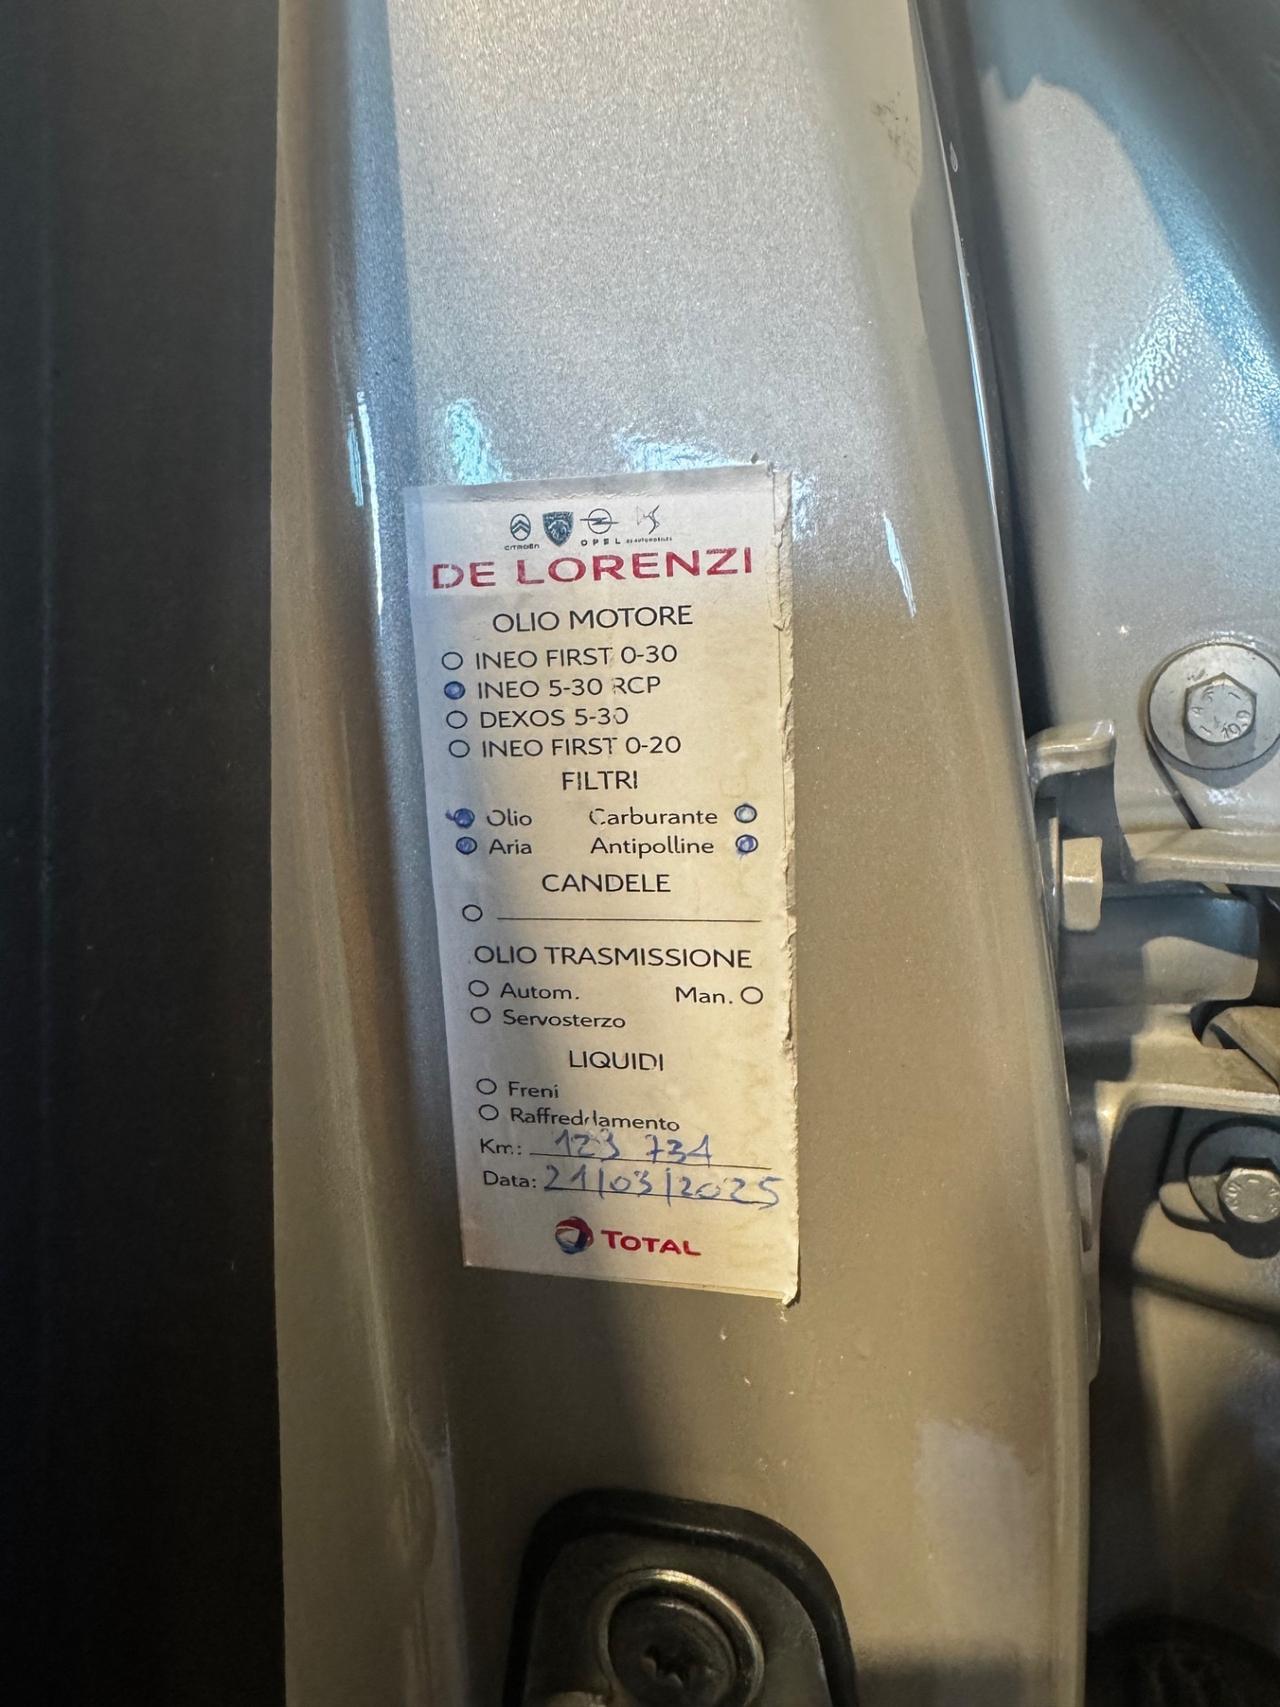 CITROËN OPEL DS AUTOMOBILES
DE LORENZI
OLIO MOTORE
INEO FIRST 0-30
INEO 5-30 RCP
DEXOS 5-30
INEO FIRST 0-20
FILTRI
Olio Carburante
Aria Antipolline
CANDELE
OLIO TRASMISSIONE
Autom. Man.
Servosterzo
LIQUIDI
Freni
Raffreddamento
Km: 123 734
Data: 21/03/2025
TOTAL